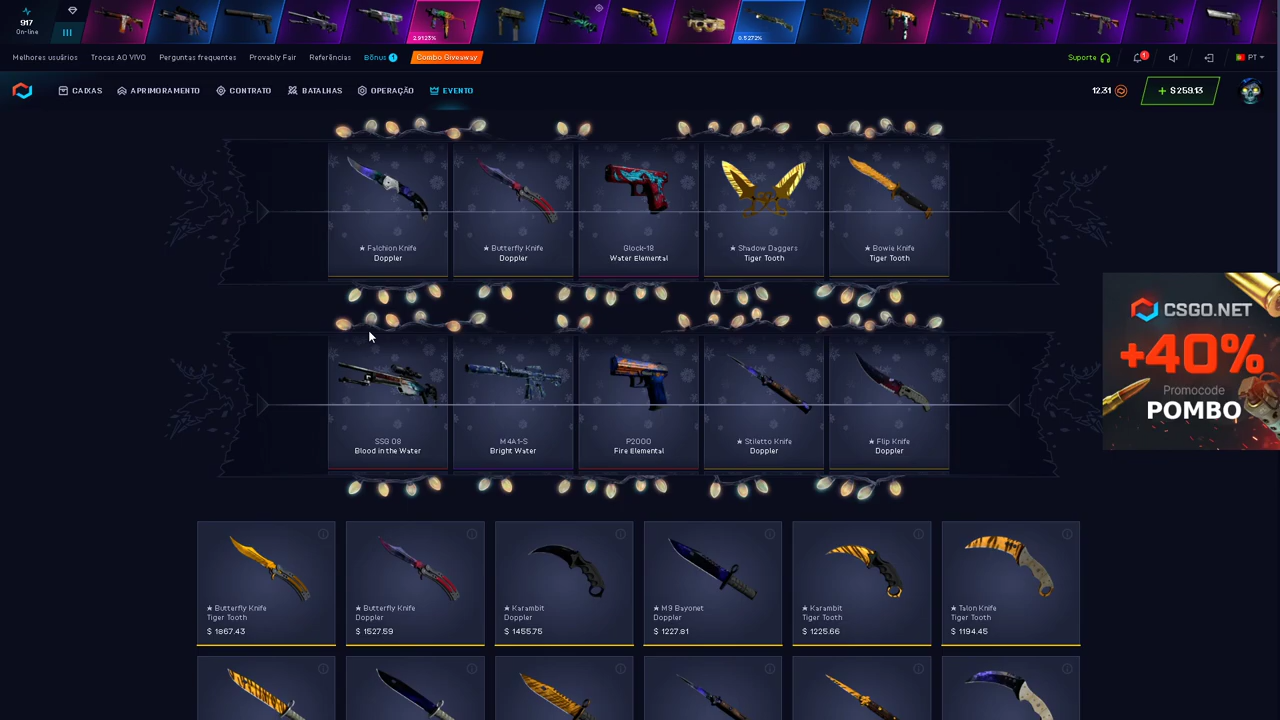 917
On-line
2.9123%
0.5272%
Melhores usuários
Trocas AO VIVO
Perguntas frequentes
Provably Fair
Referências
Bônus
Combo Giveaway
Suporte
1
PT
CAIXAS
APRIMORAMENTO
CONTRATO
BATALHAS
OPERAÇÃO
EVENTO
12.31
+ $ 259.13
★ Falchion Knife
Doppler
★ Butterfly Knife
Doppler
Glock-18
Water Elemental
★ Shadow Daggers
Tiger Tooth
★ Bowie Knife
Tiger Tooth
CSGO.NET
+40%
Promocode
POMBO
SSG 08
Blood in the Water
M4A1-S
Bright Water
P2000
Fire Elemental
★ Stiletto Knife
Doppler
★ Flip Knife
Doppler
★ Butterfly Knife
Tiger Tooth
$ 1867.43
★ Butterfly Knife
Doppler
$ 1527.59
★ Karambit
Doppler
$ 1455.75
★ M9 Bayonet
Doppler
$ 1227.81
★ Karambit
Tiger Tooth
$ 1225.66
★ Talon Knife
Tiger Tooth
$ 1194.45